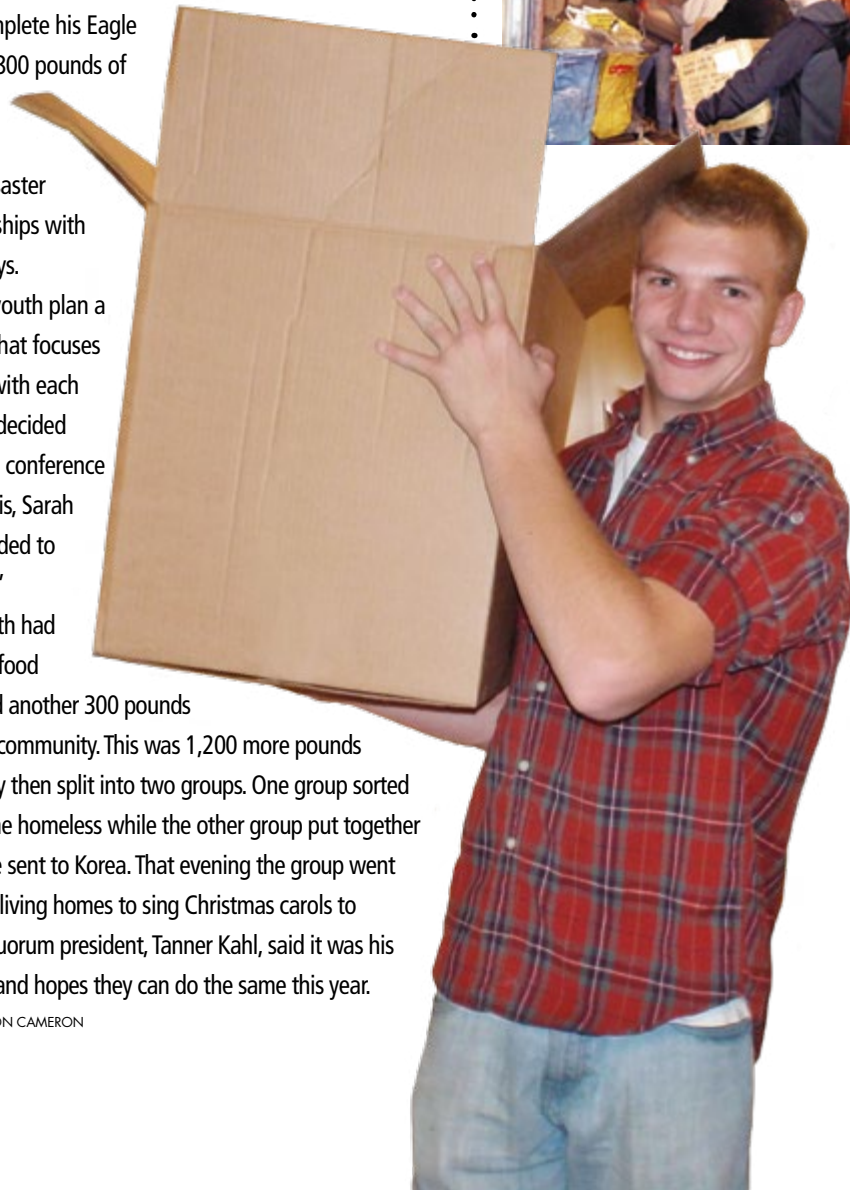 plete his Eagle
800 pounds of
aster
ships with
ys.
outh plan a
hat focuses
with each
decided
conference
is, Sarah
ded to
"
th had
food
another 300 pounds
community. This was 1,200 more pounds
y then split into two groups. One group sorted
he homeless while the other group put together
e sent to Korea. That evening the group went
living homes to sing Christmas carols to
uorum president, Tanner Kahl, said it was his
and hopes they can do the same this year.
ON CAMERON